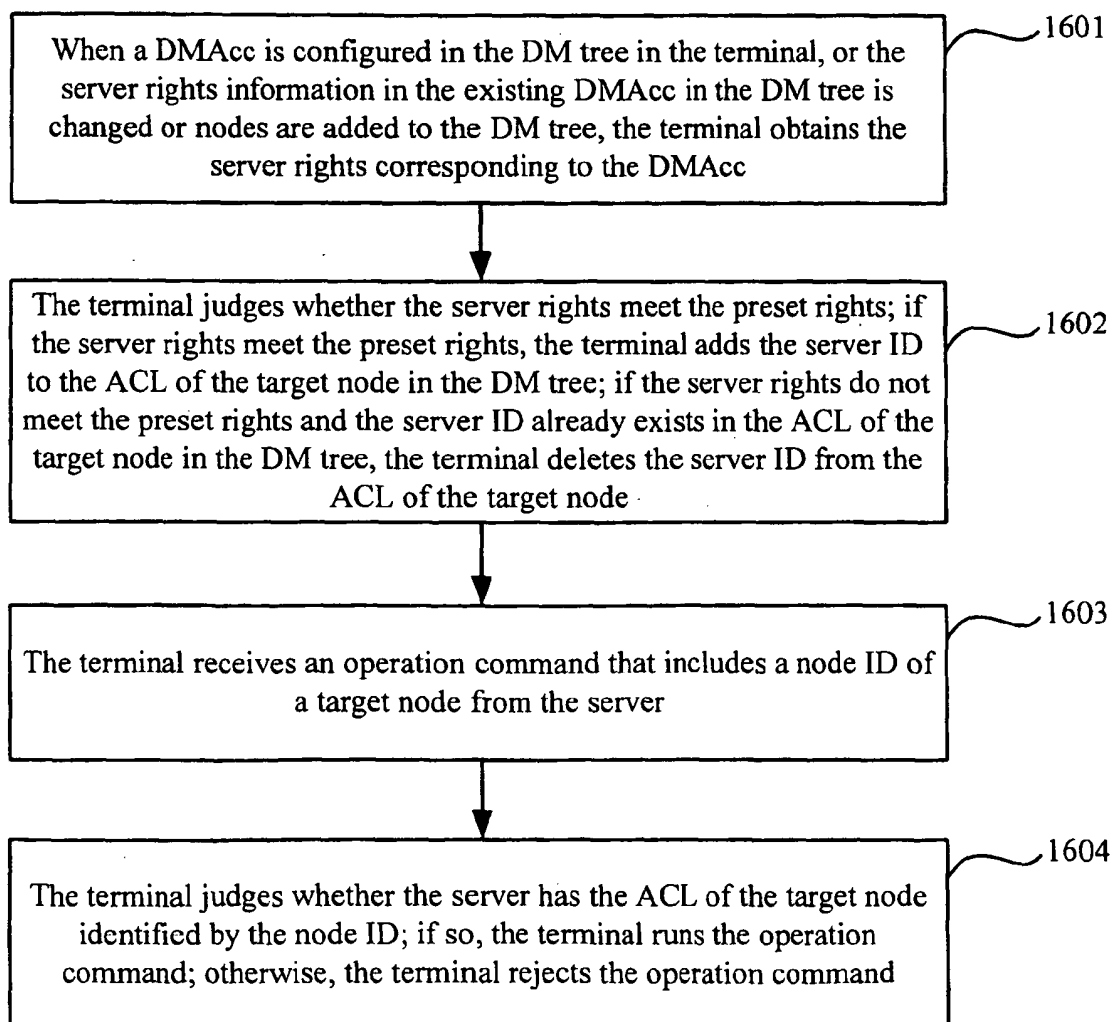 1601
When a DMAcc is configured in the DM tree in the terminal, or the
server rights information in the existing DMAcc in the DM tree is
changed or nodes are added to the DM tree, the terminal obtains the
server rights corresponding to the DMAcc
1602
The terminal judges whether the server rights meet the preset rights; if
the server rights meet the preset rights, the terminal adds the server ID
to the ACL of the target node in the DM tree; if the server rights do not
meet the preset rights and the server ID already exists in the ACL of the
target node in the DM tree, the terminal deletes the server ID from the
ACL of the target node
1603
The terminal receives an operation command that includes a node ID of
a target node from the server
1604
The terminal judges whether the server has the ACL of the target node
identified by the node ID; if so, the terminal runs the operation
command; otherwise, the terminal rejects the operation command